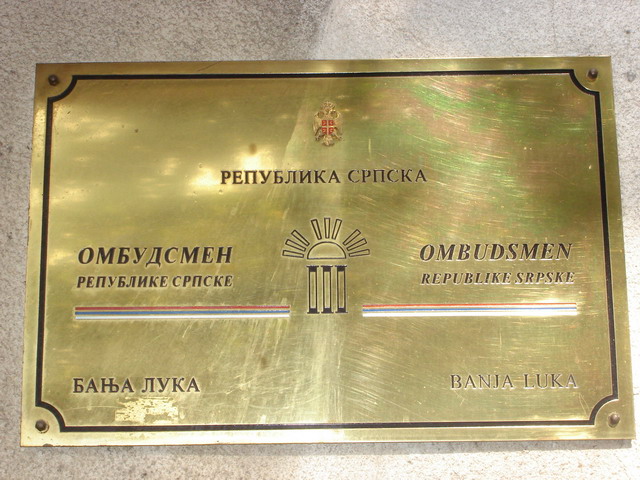 РЕПУБЛИКА СРПСКА
ОМБУДСМЕН
РЕПУБЛИКЕ СРПСКЕ
OMBUDSMEN
REPUBLIKE SRPSKE
БАЊА ЛУКА
BANJA LUKA